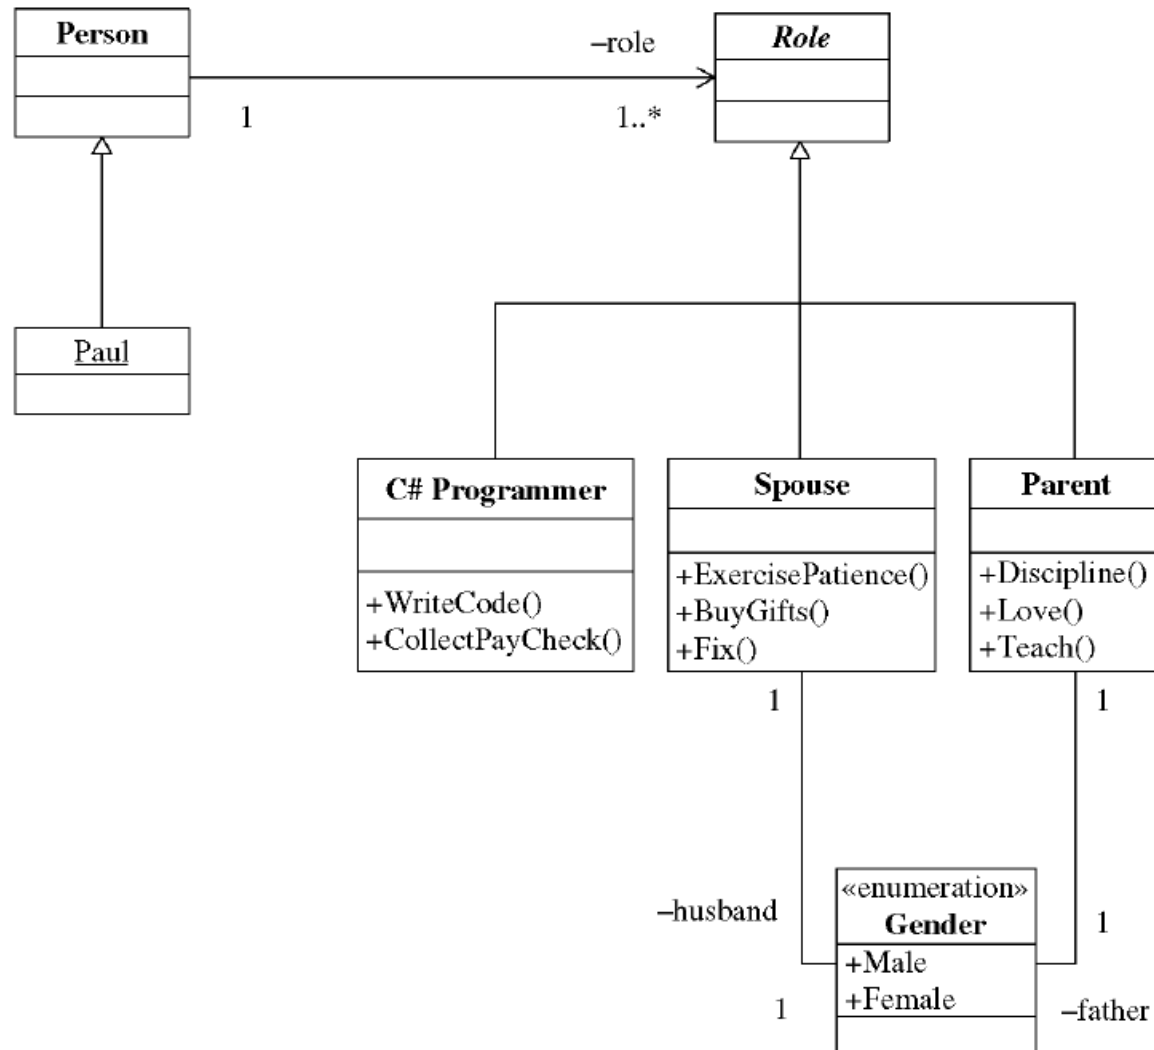 Person
–role
Role
1
1..*
Paul
C# Programmer
+WriteCode()
+CollectPayCheck()
Spouse
+ExercisePatience()
+BuyGifts()
+Fix()
Parent
+Discipline()
+Love()
+Teach()
1
1
–husband
1
«enumeration»
Gender
+Male
+Female
1
–father